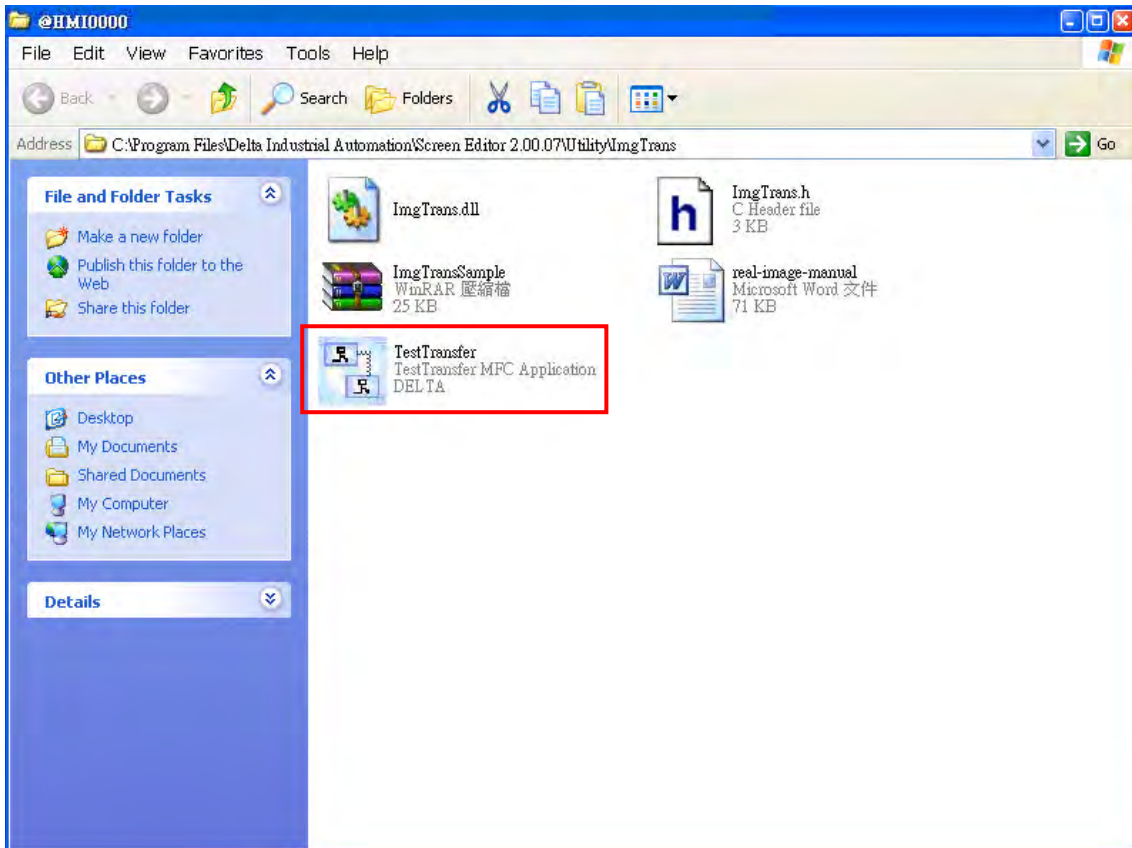 @HMI0000
File Edit View Favorites Tools Help
Back Search Folders
Address C:\Program Files\Delta Industrial Automation\Screen Editor 2.00.07\Utility\ImgTrans Go
File and Folder Tasks
Make a new folder
Publish this folder to the
Web
Share this folder
Other Places
Desktop
My Documents
Shared Documents
My Computer
My Network Places
Details
ImgTrans.dll
h
ImgTrans.h
C Header file
3 KB
ImgTransSample
WinRAR 壓縮檔
25 KB
W
real-image-manual
Microsoft Word 文件
71 KB
TestTransfer
TestTransfer MFC Application
DELTA